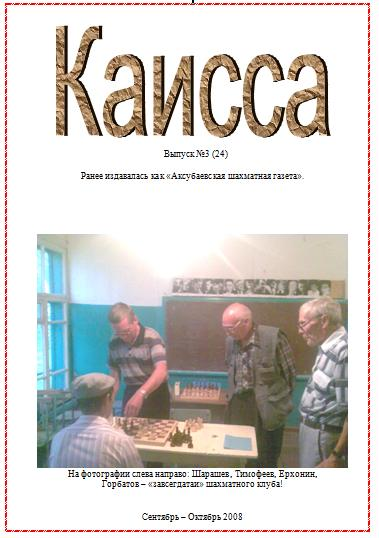 Каисса
Выпуск №3 (24)
Ранее издавалась как «Аксубаевская шахматная газета».
На фотографии слева направо: Шарашев, Тимофеев, Ерхонин,
Горбатов – «завсегдатаи» шахматного клуба!
Сентябрь – Октябрь 2008